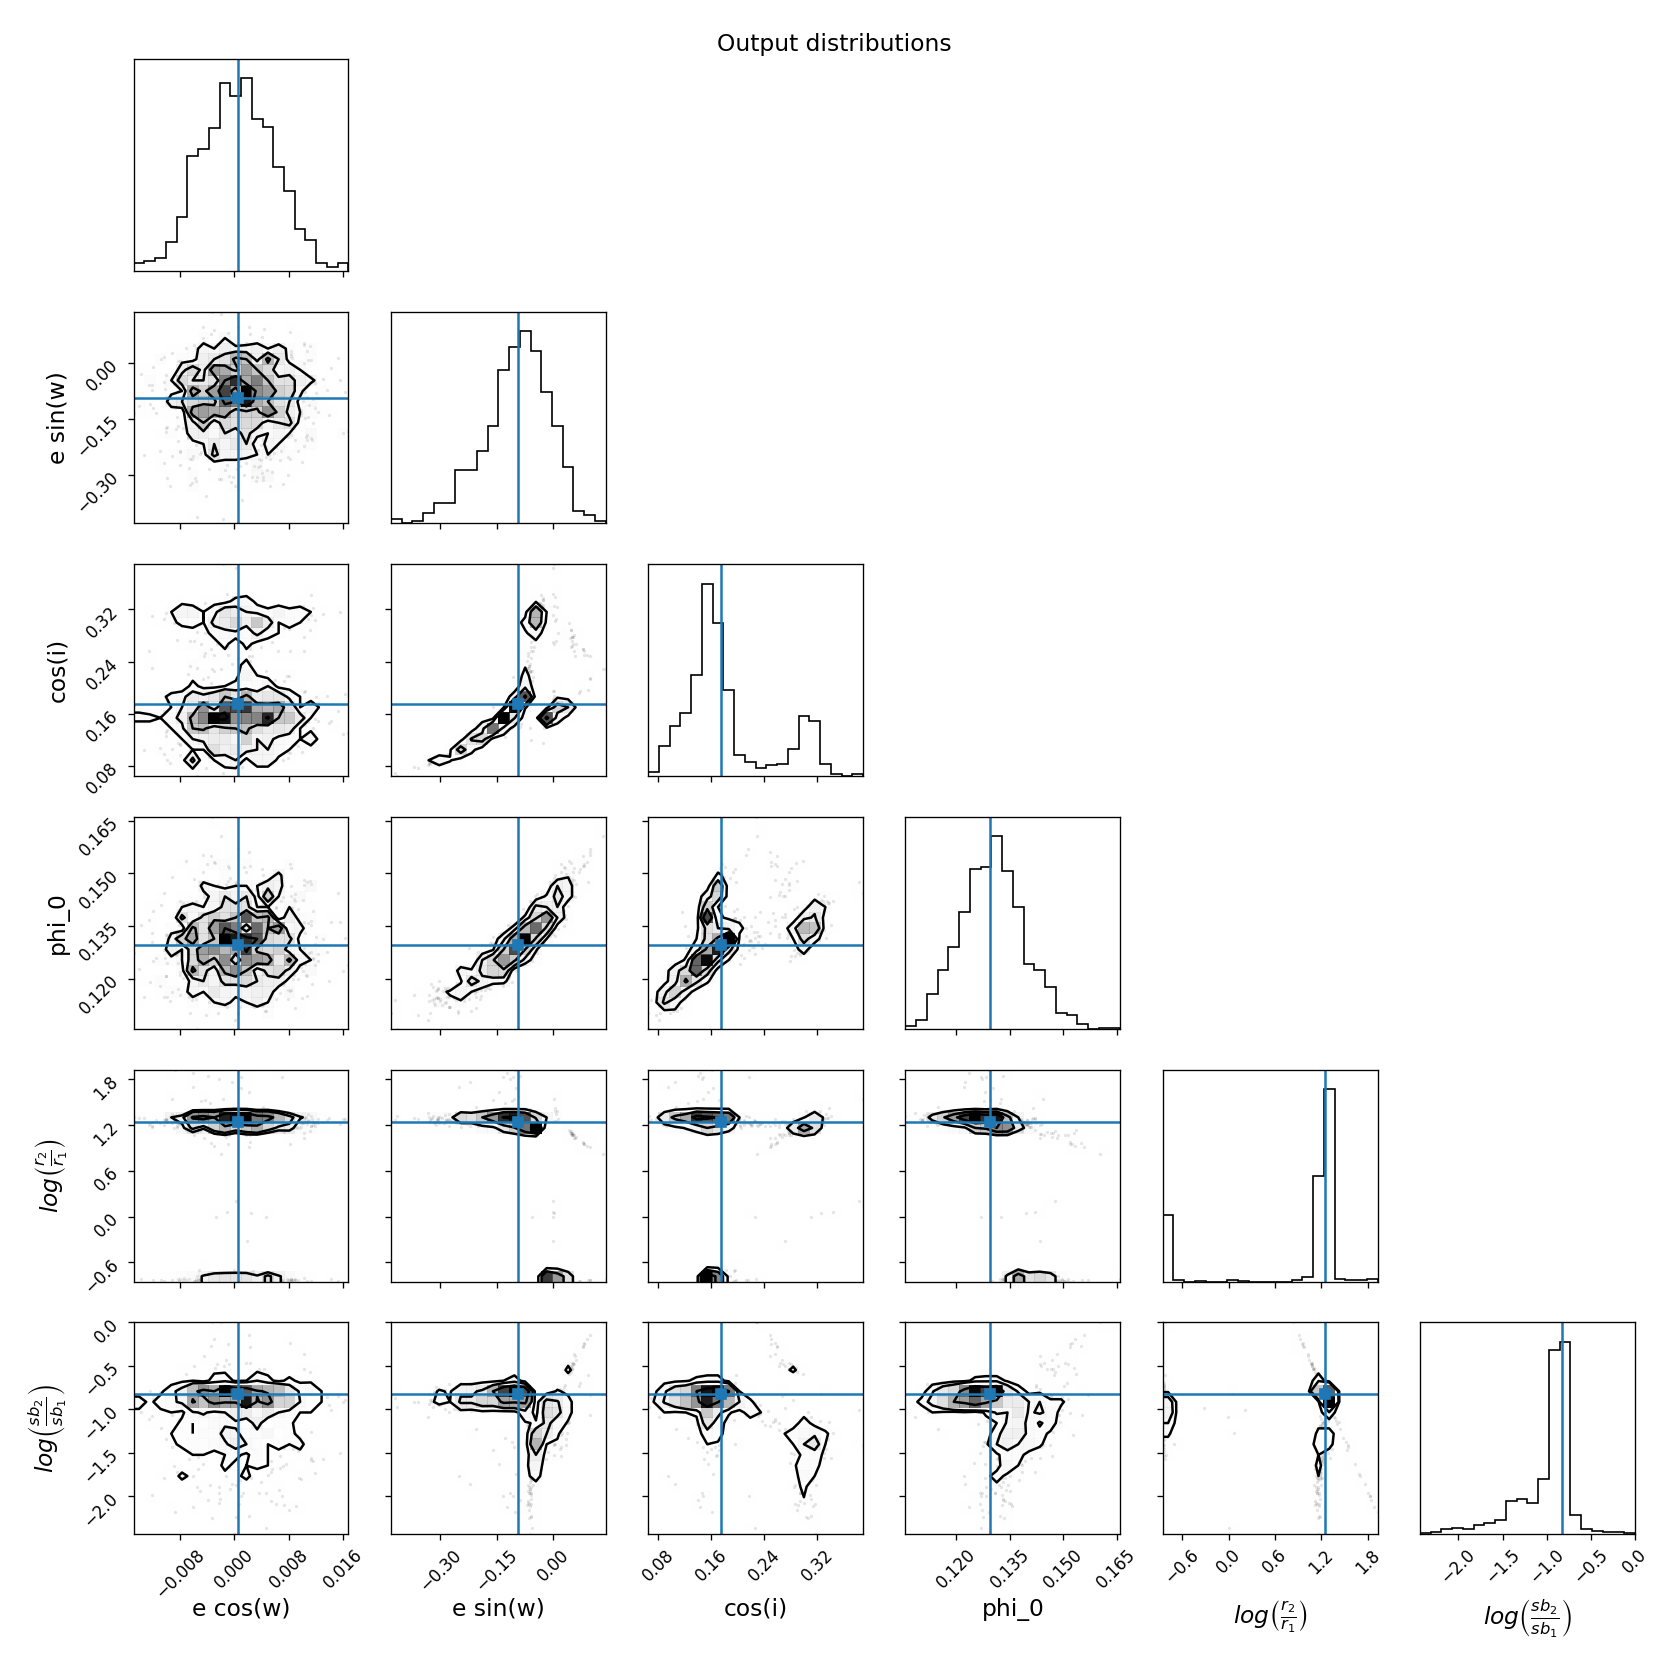 Output distributions
e sin(w)
0.00
−0.15
−0.30
cos(i)
0.32
0.24
0.16
0.08
phi_0
0.165
0.150
0.135
0.120
log(r₂/r₁)
1.8
1.2
0.6
0.0
−0.6
log(sb₂/sb₁)
0.0
−0.5
−1.0
−1.5
−2.0
−0.008 0.000 0.008 0.016
−0.30 −0.15 0.00
0.08 0.16 0.24 0.32
0.120 0.135 0.150 0.165
−0.6 0.0 0.6 1.2 1.8
−2.0 −1.5 −1.0 −0.5 0.0
e cos(w) e sin(w) cos(i) phi_0 log(r₂/r₁) log(sb₂/sb₁)